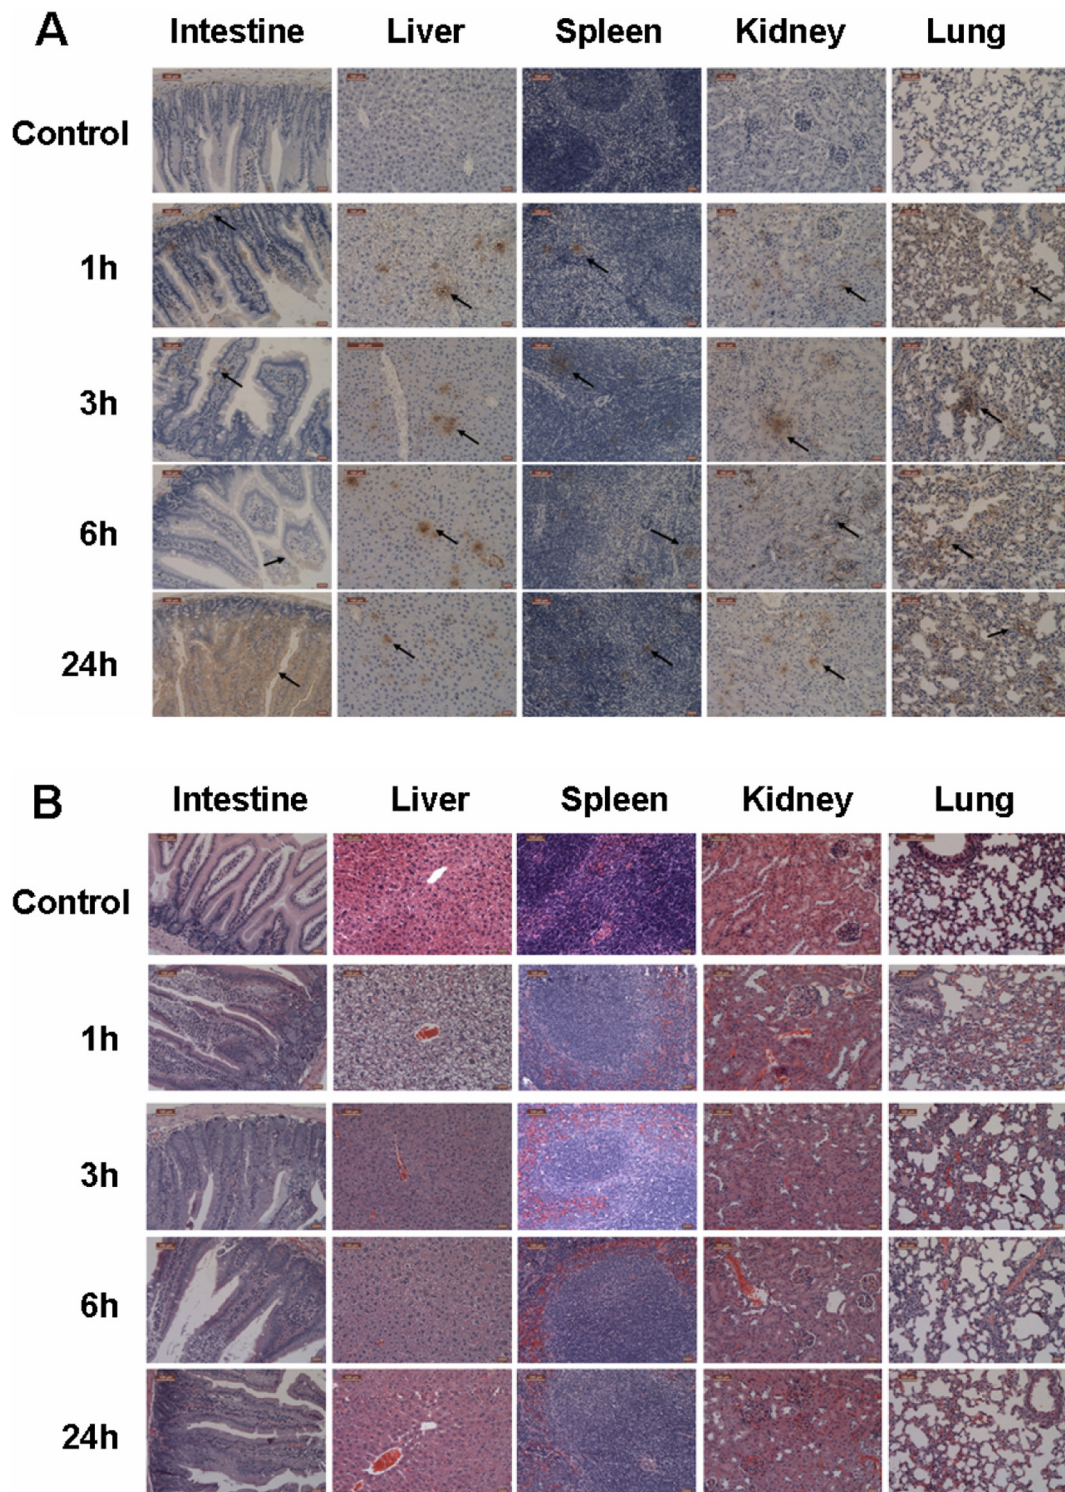 A
Intestine Liver Spleen Kidney Lung
Control
1h
3h
6h
24h
B
Intestine Liver Spleen Kidney Lung
Control
1h
3h
6h
24h